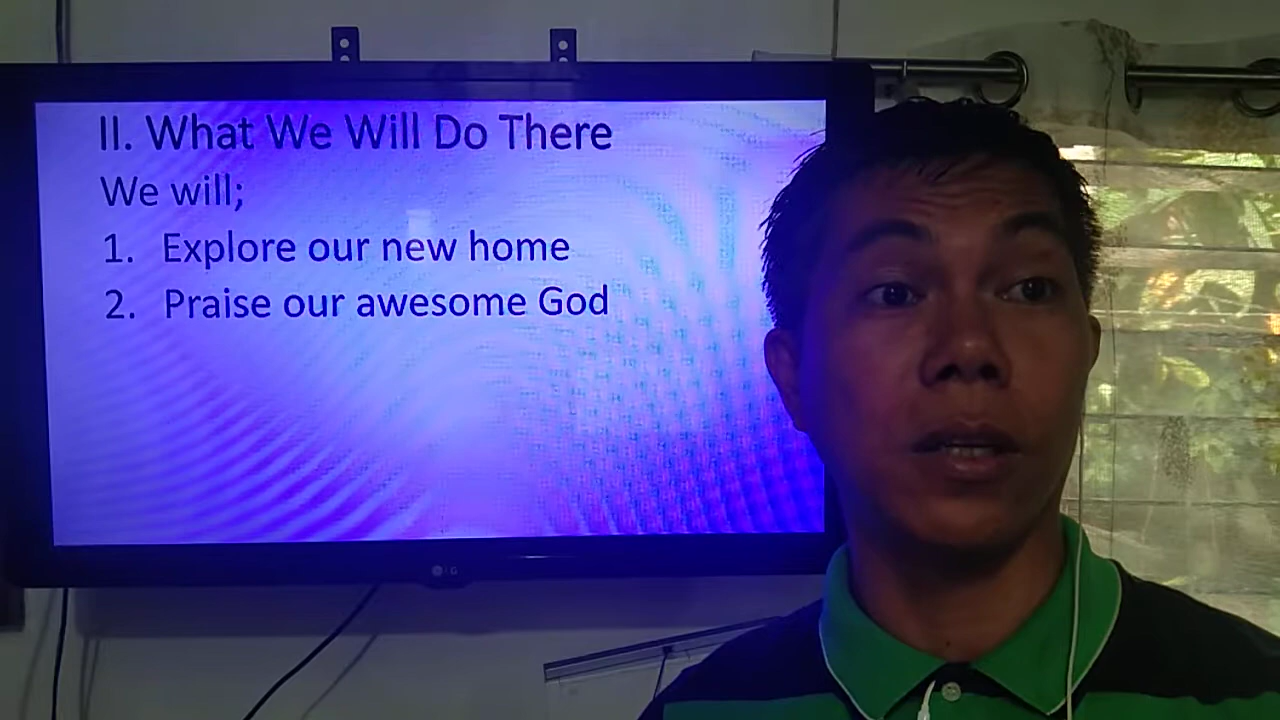 II. What We Will Do There
We will;
1. Explore our new home
2. Praise our awesome God
LG